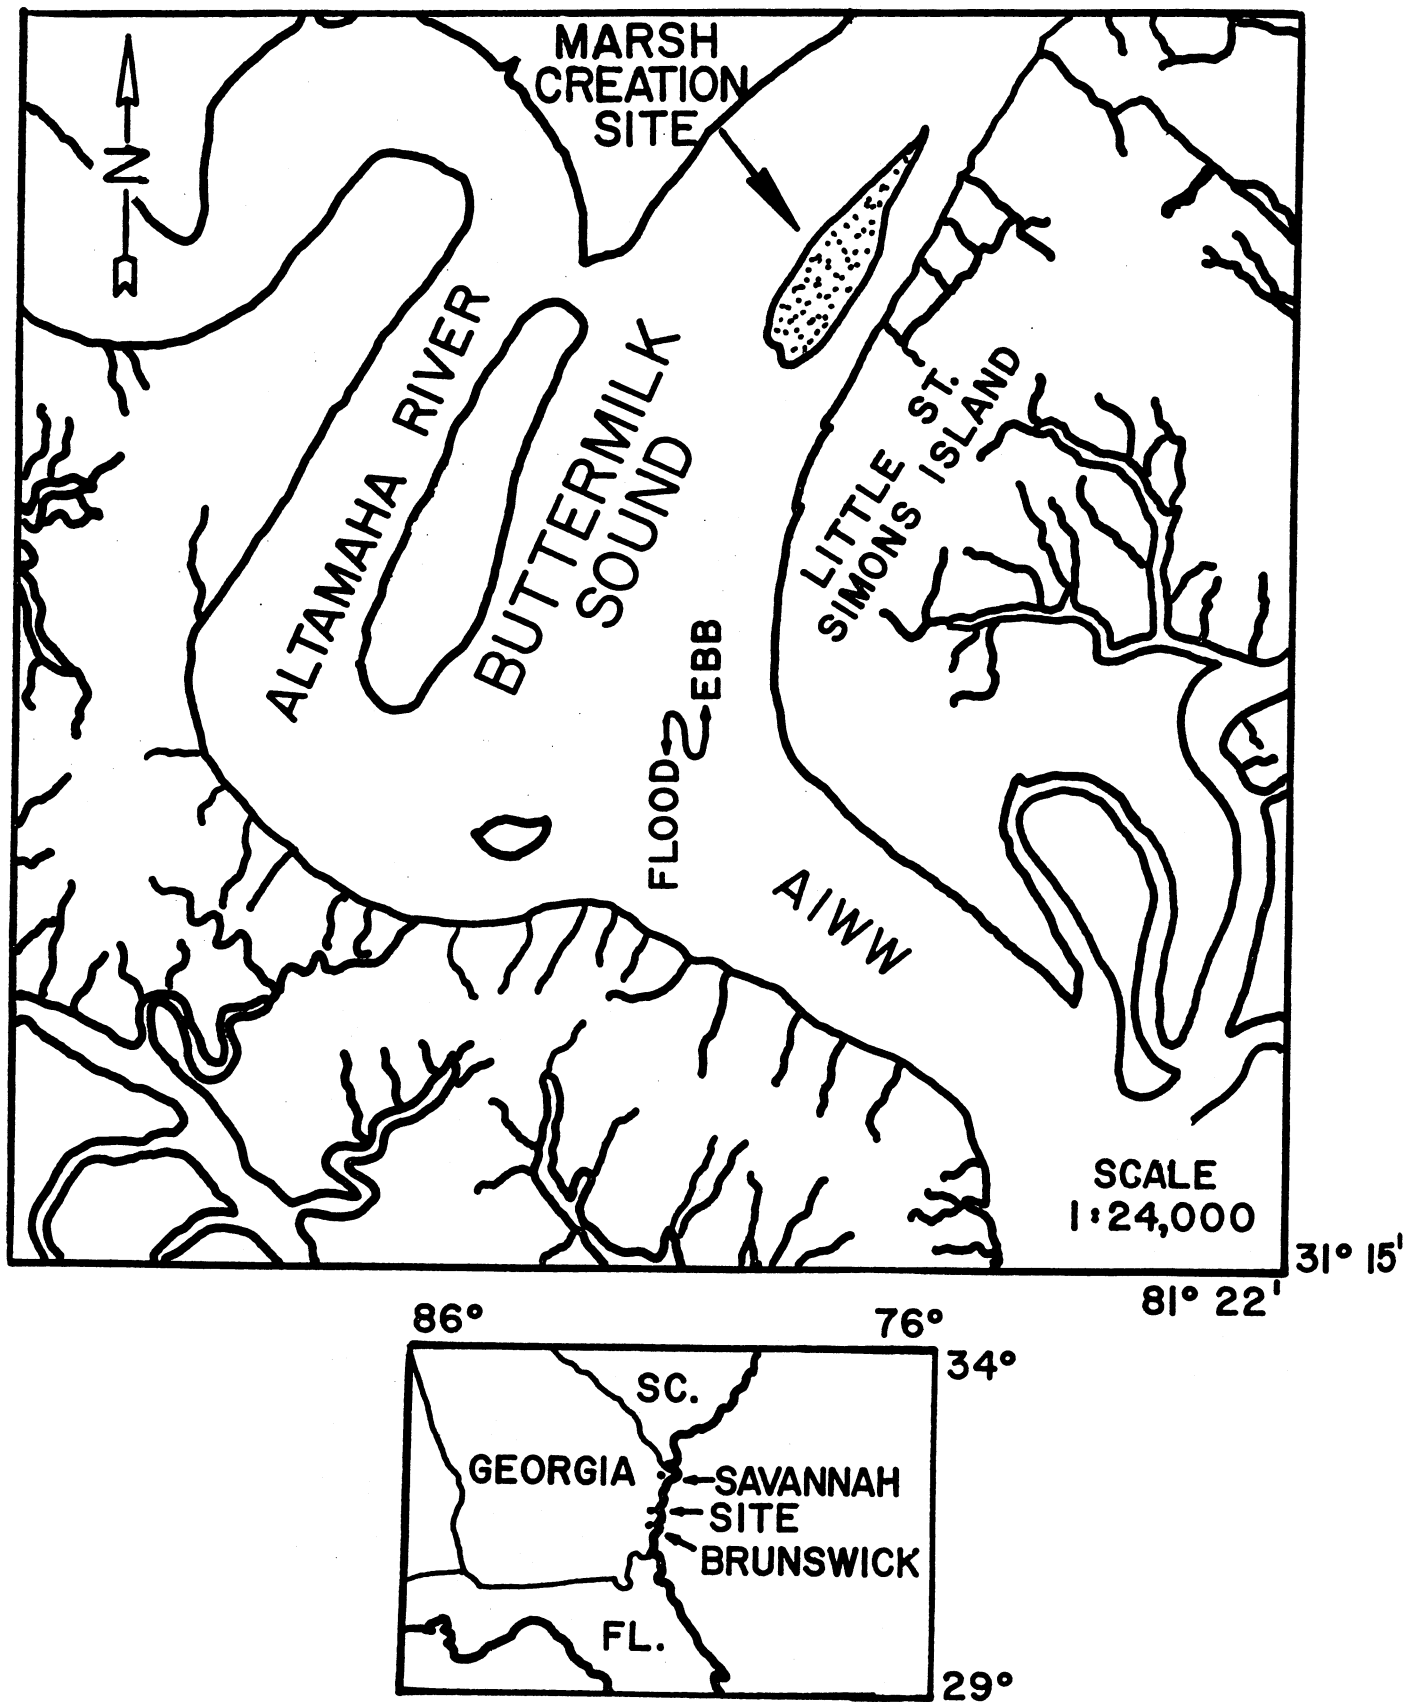 MARSH
CREATION
SITE
N
ALTAMAHA RIVER
BUTTERMILK
SOUND
LITTLE ST.
SIMONS ISLAND
FLOOD
EBB
AIWW
SCALE
1:24,000
31° 15'
81° 22'
86°
76°
34°
SC.
GEORGIA
SAVANNAH
SITE
BRUNSWICK
FL.
29°